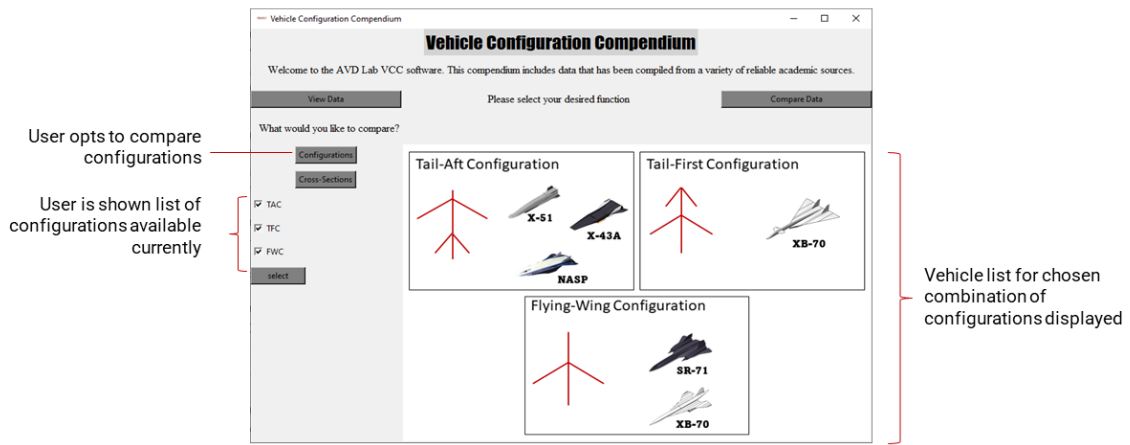 Vehicle Configuration Compendium
Vehicle Configuration Compendium
Welcome to the AVD Lab VCC software. This compendium includes data that has been compiled from a variety of reliable academic sources.
View Data
Please select your desired function
Compare Data
What would you like to compare?
User opts to compare
configurations
Configurations
Cross-Sections
User is shown list of
configurations available
currently
TAC
TFC
FWC
select
Tail-Aft Configuration
X-51
X-43A
NASP
Tail-First Configuration
XB-70
Flying-Wing Configuration
SR-71
XB-70
Vehicle list for chosen
combination of
configurations displayed